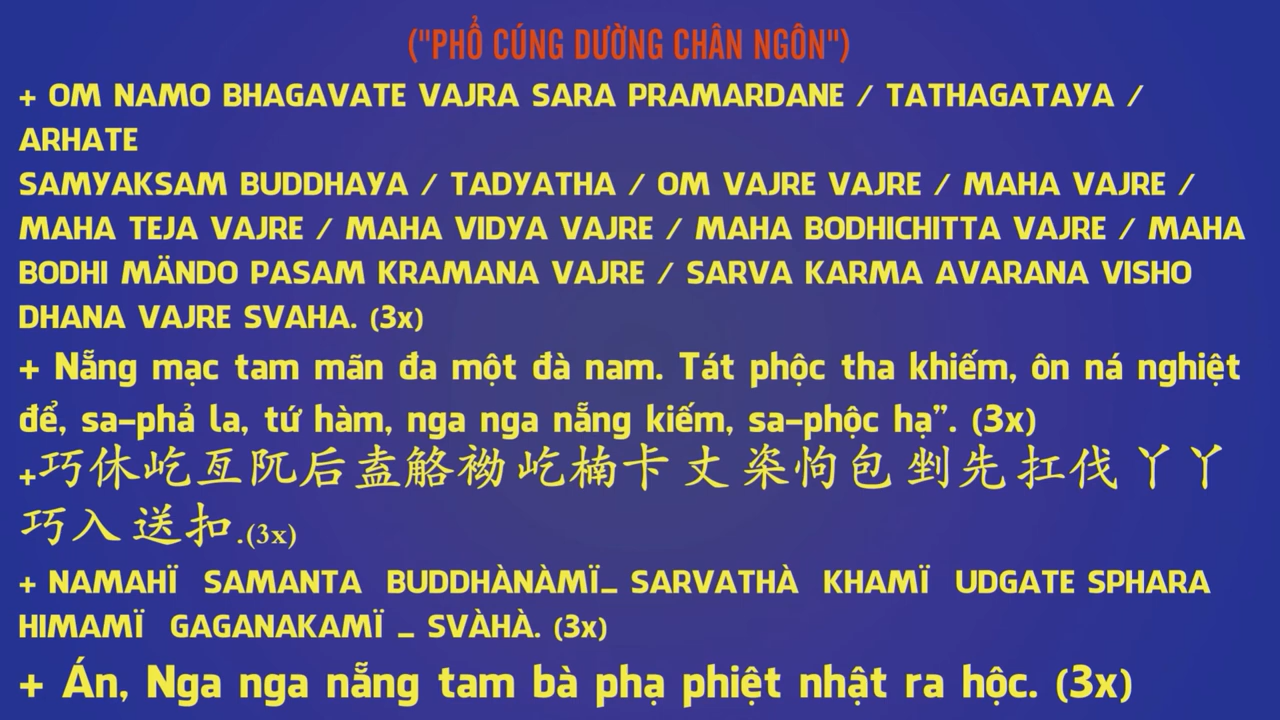 ("PHỔ CÚNG DƯỜNG CHÂN NGÔN")
+ OM NAMO BHAGAVATE VAJRA SARA PRAMARDANE / TATHAGATAYA /
ARHATE
SAMYAKSAM BUDDHAYA / TADYATHA / OM VAJRE VAJRE / MAHA VAJRE /
MAHA TEJA VAJRE / MAHA VIDYA VAJRE / MAHA BODHICHITTA VAJRE / MAHA
BODHI MÄNDO PASAM KRAMANA VAJRE / SARVA KARMA AVARANA VISHO
DHANA VAJRE SVAHA. (3x)
+ Nẵng mạc tam mãn đa một đà nam. Tát phộc tha khiếm, ôn ná nghiệt
để, sa-phả la, tứ hàm, nga nga nẵng kiếm, sa-phộc hạ”. (3x)
+巧休屹亙阢后盍觡袎屹楠卡丈楶恦包剉先扛伐丫丫
巧入送扣.(3x)
+ NAMAHÏ SAMANTA BUDDHÀNÀMÏ_ SARVATHÀ KHAMÏ UDGATE SPHARA
HIMAMÏ GAGANAKAMÏ _ SVÀHÀ. (3x)
+ Án, Nga nga nẵng tam bà phạ phiệt nhật ra hộc. (3x)